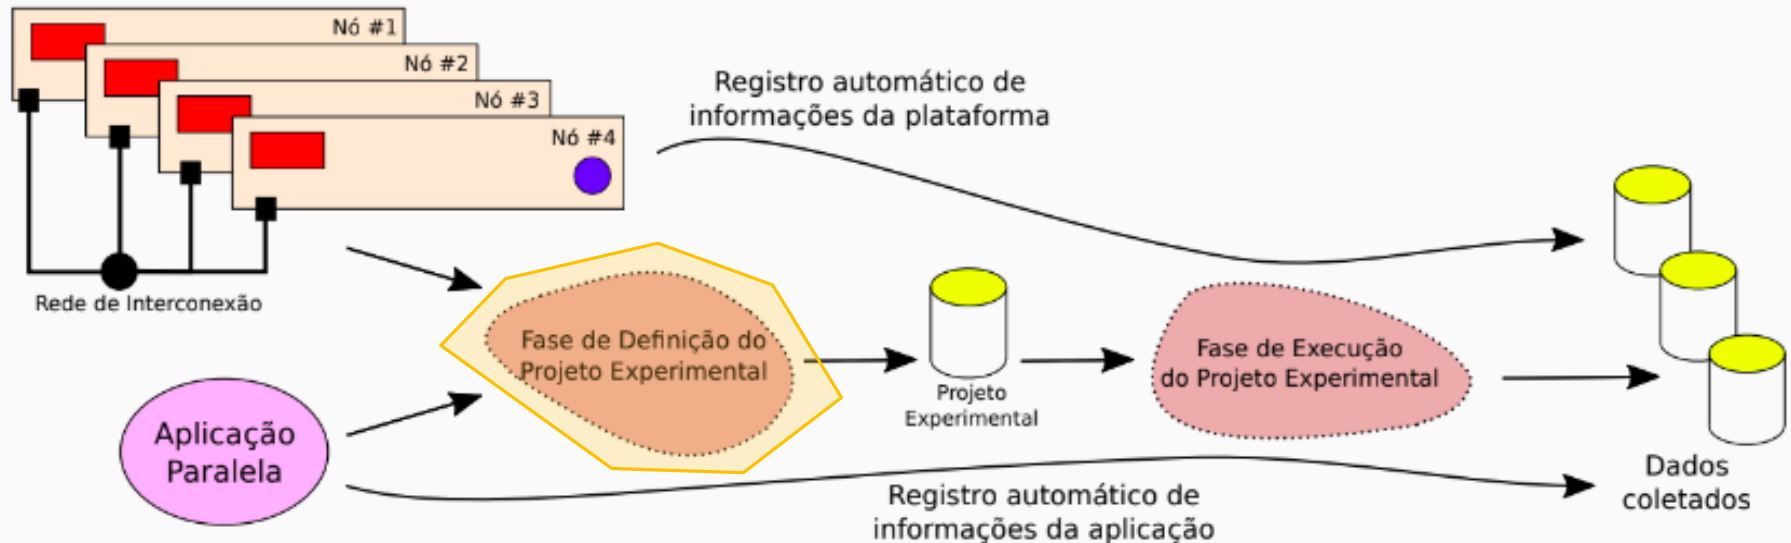 Nó #1
Nó #2
Nó #3
Nó #4
Rede de Interconexão
Registro automático de
informações da plataforma
Fase de Definição do
Projeto Experimental
Projeto
Experimental
Fase de Execução
do Projeto Experimental
Aplicação
Paralela
Registro automático de
informações da aplicação
Dados
coletados